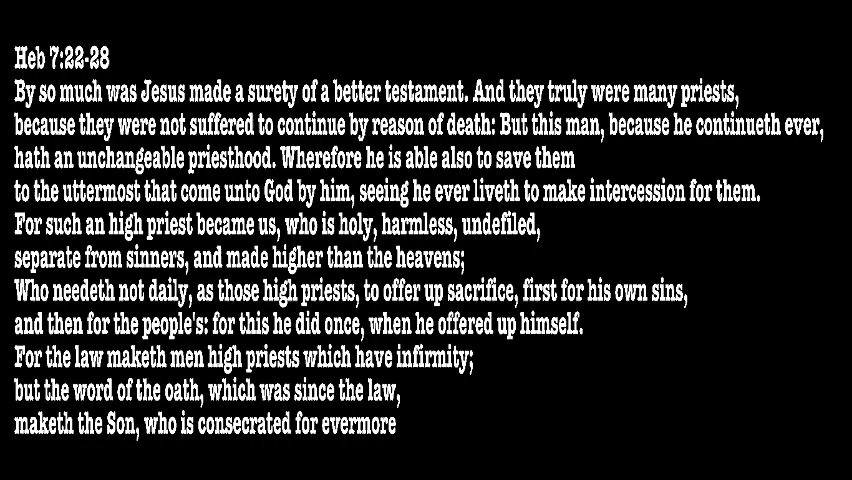 Heb 7:22-28
By so much was Jesus made a surety of a better testament. And they truly were many priests,
because they were not suffered to continue by reason of death: But this man, because he continueth ever,
hath an unchangeable priesthood. Wherefore he is able also to save them
to the uttermost that come unto God by him, seeing he ever liveth to make intercession for them.
For such an high priest became us, who is holy, harmless, undefiled,
separate from sinners, and made higher than the heavens;
Who needeth not daily, as those high priests, to offer up sacrifice, first for his own sins,
and then for the people's: for this he did once, when he offered up himself.
For the law maketh men high priests which have infirmity;
but the word of the oath, which was since the law,
maketh the Son, who is consecrated for evermore